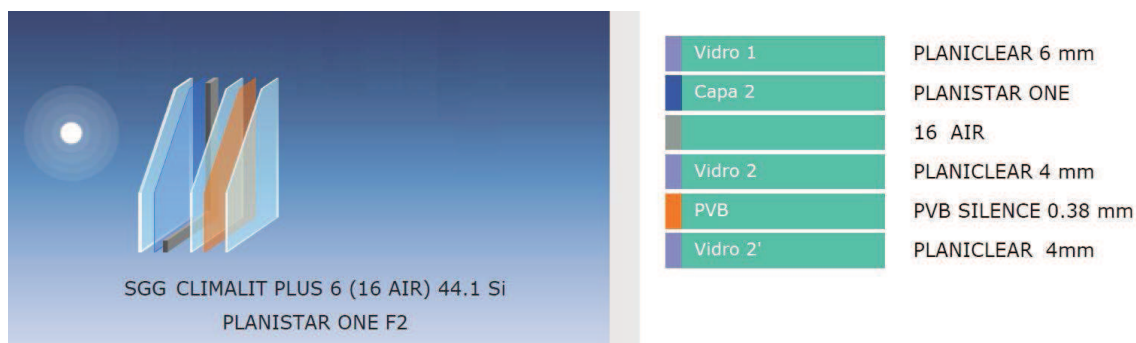 SGG CLIMALIT PLUS 6 (16 AIR) 44.1 Si
PLANISTAR ONE F2
Vidro 1 PLANICLEAR 6 mm
Capa 2 PLANISTAR ONE
16 AIR
Vidro 2 PLANICLEAR 4 mm
PVB PVB SILENCE 0.38 mm
Vidro 2' PLANICLEAR 4mm